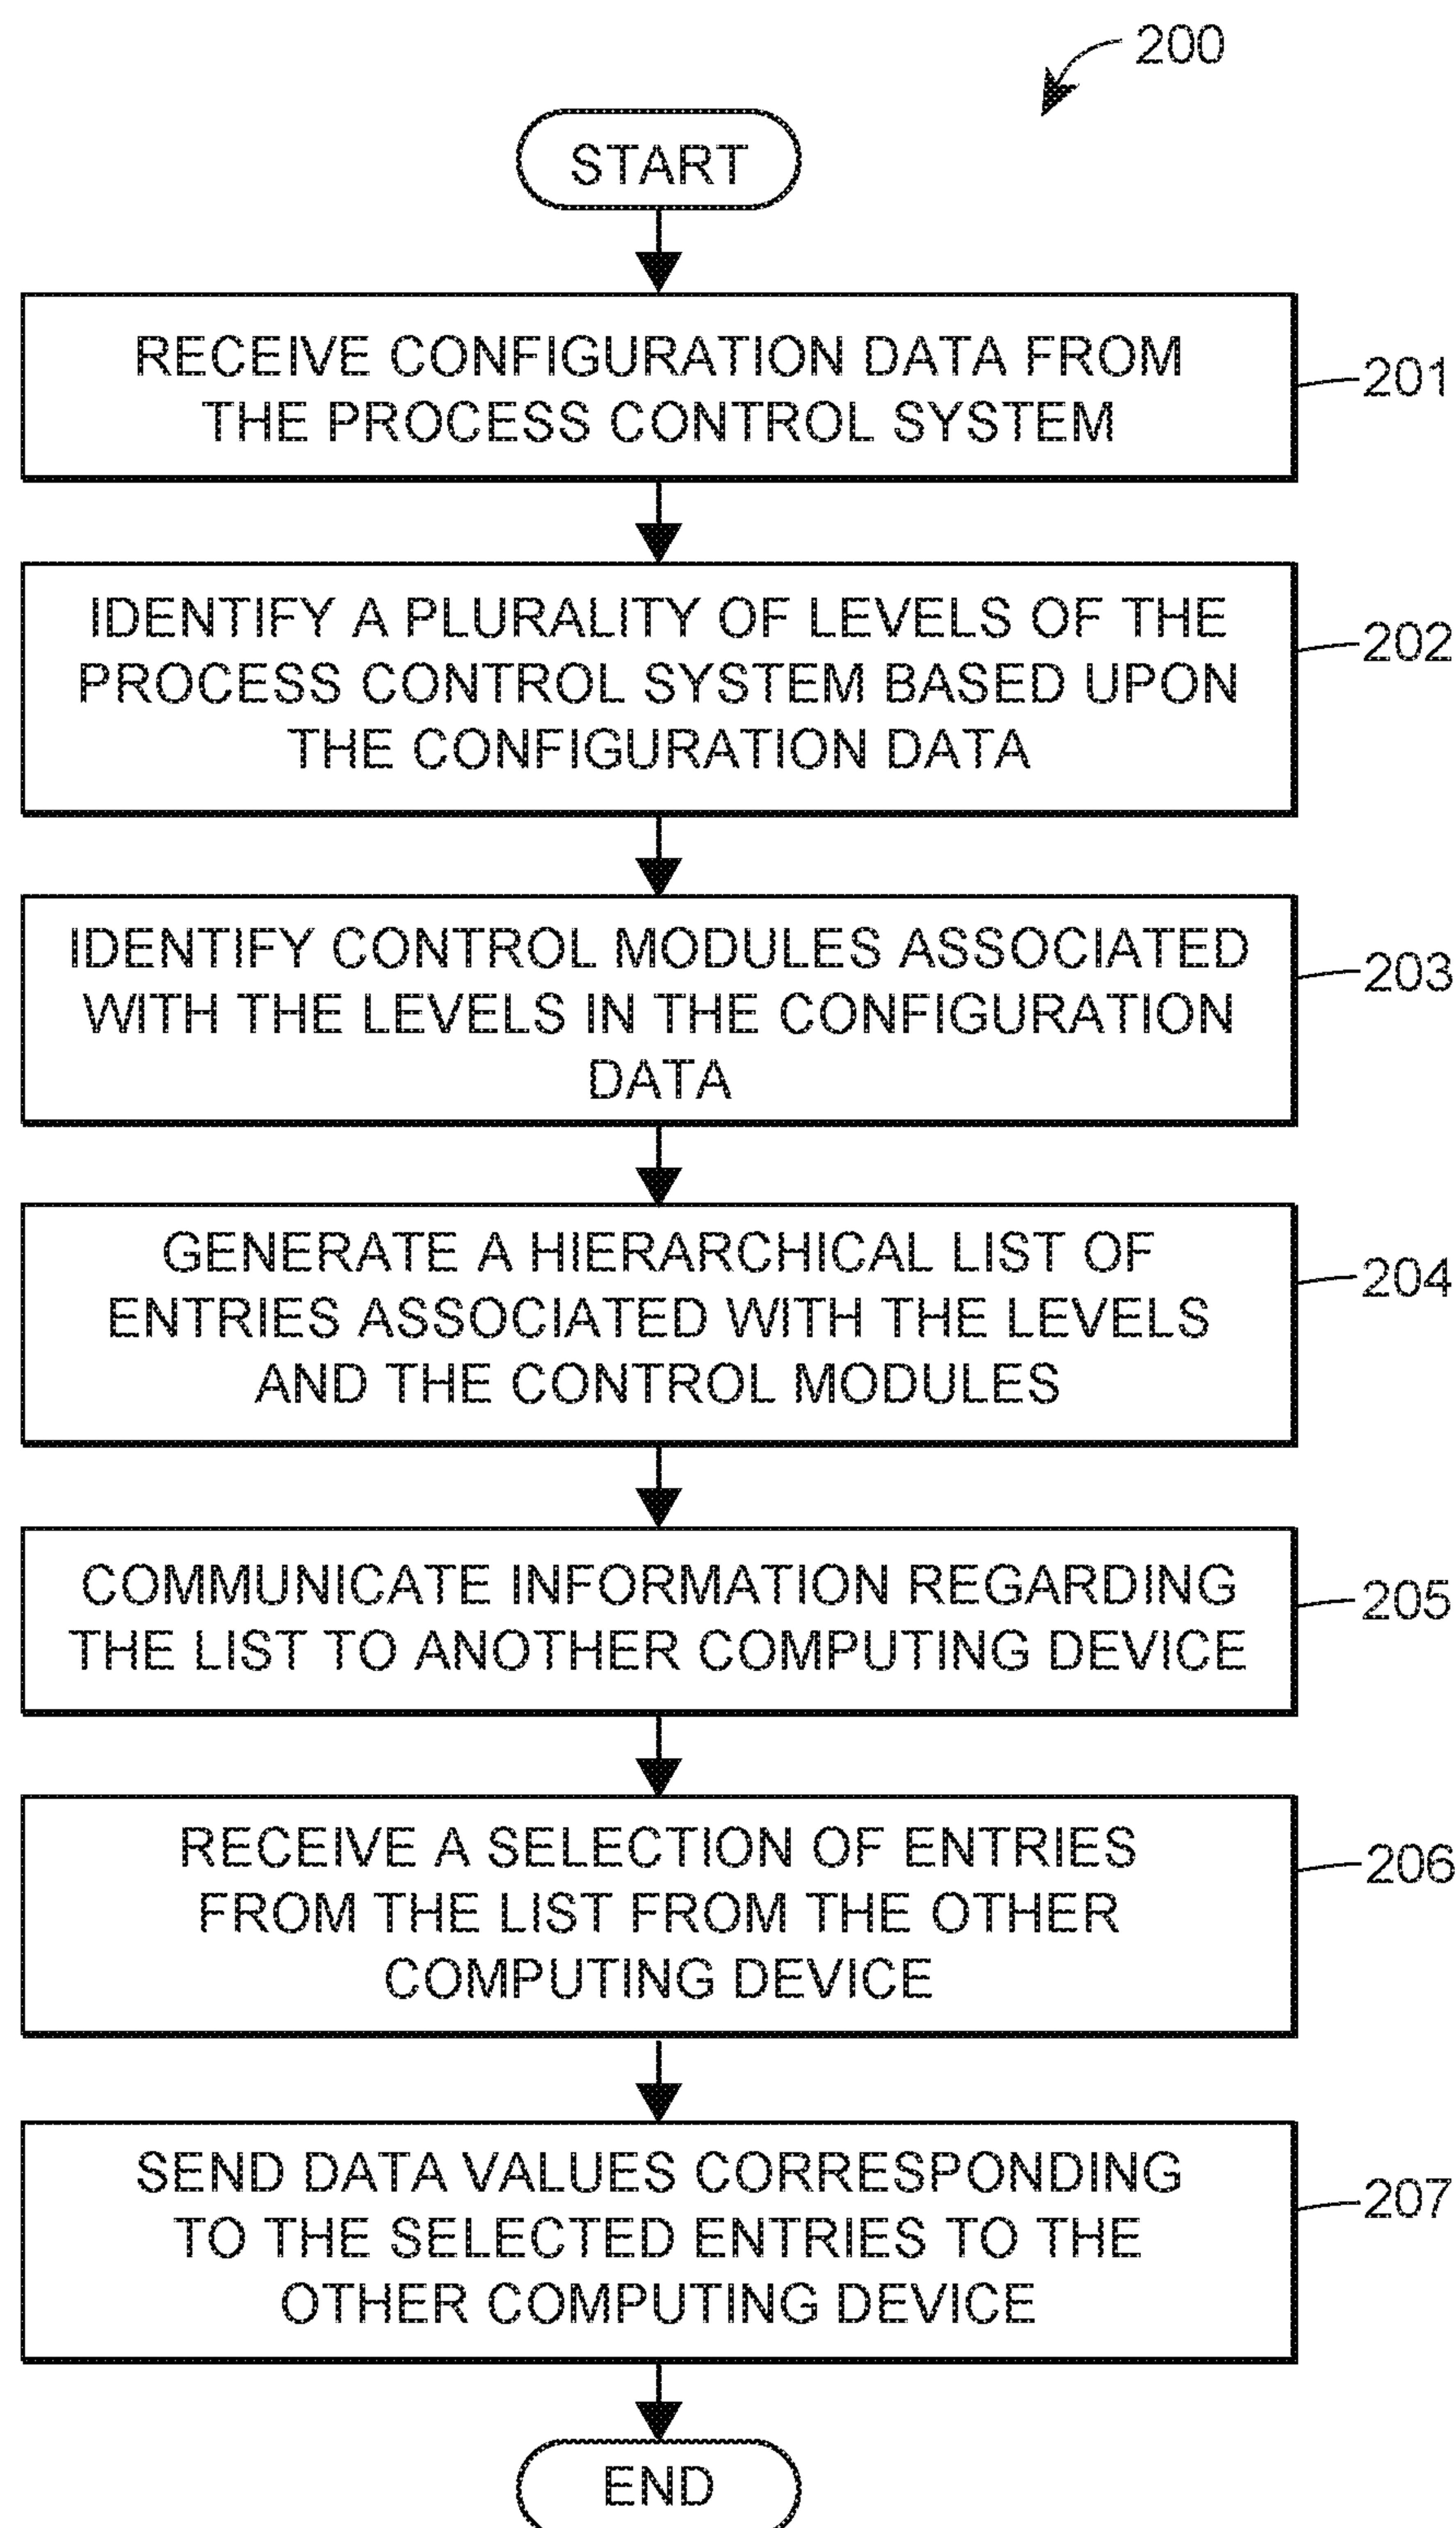 200
START
RECEIVE CONFIGURATION DATA FROM
THE PROCESS CONTROL SYSTEM
201
IDENTIFY A PLURALITY OF LEVELS OF THE
PROCESS CONTROL SYSTEM BASED UPON
THE CONFIGURATION DATA
202
IDENTIFY CONTROL MODULES ASSOCIATED
WITH THE LEVELS IN THE CONFIGURATION
DATA
203
GENERATE A HIERARCHICAL LIST OF
ENTRIES ASSOCIATED WITH THE LEVELS
AND THE CONTROL MODULES
204
COMMUNICATE INFORMATION REGARDING
THE LIST TO ANOTHER COMPUTING DEVICE
205
RECEIVE A SELECTION OF ENTRIES
FROM THE LIST FROM THE OTHER
COMPUTING DEVICE
206
SEND DATA VALUES CORRESPONDING
TO THE SELECTED ENTRIES TO THE
OTHER COMPUTING DEVICE
207
END